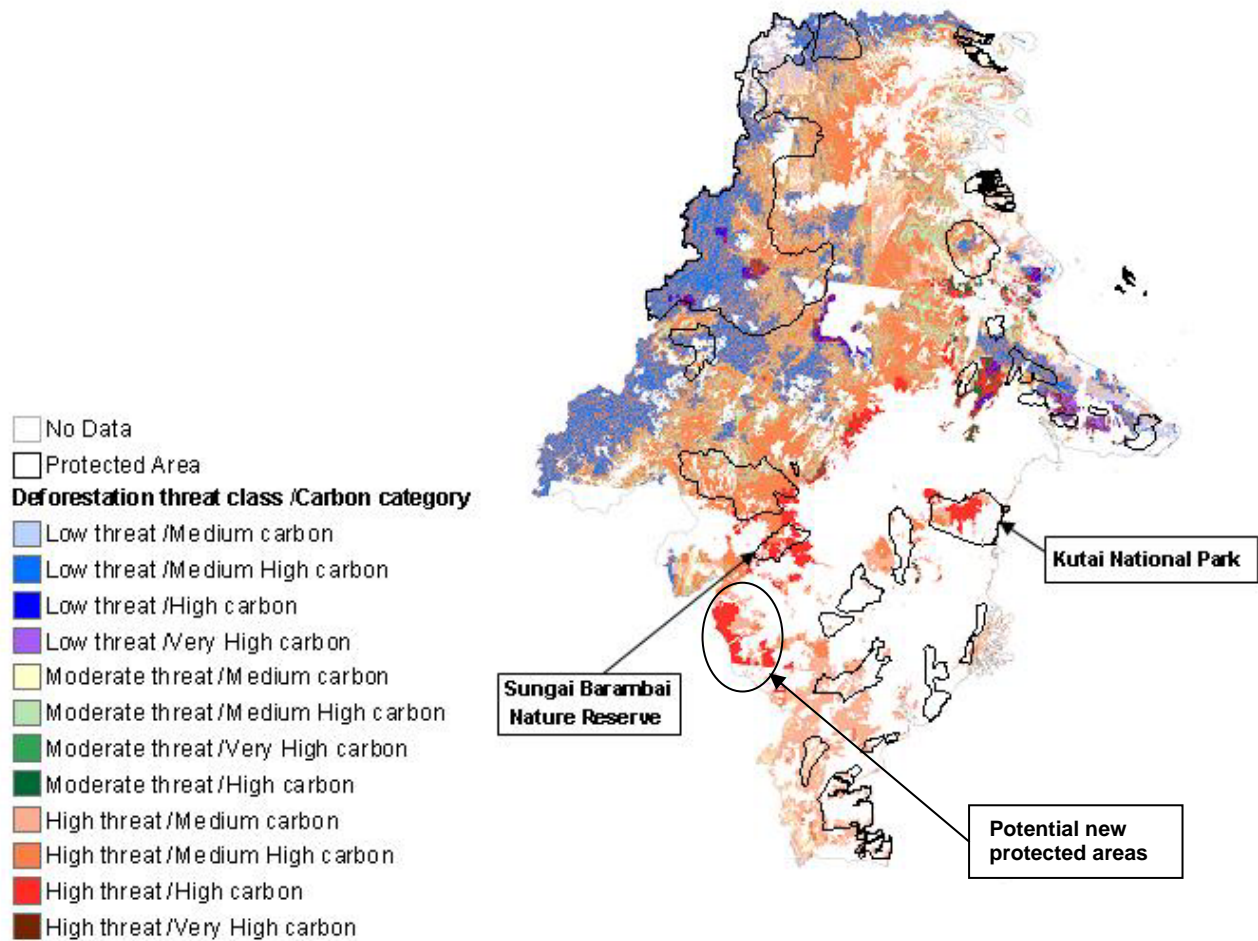 No Data
Protected Area
Deforestation threat class /Carbon category
Low threat /Medium carbon
Low threat /Medium High carbon
Low threat /High carbon
Low threat /Very High carbon
Moderate threat /Medium carbon
Moderate threat /Medium High carbon
Moderate threat /Very High carbon
Moderate threat /High carbon
High threat /Medium carbon
High threat /Medium High carbon
High threat /High carbon
High threat /Very High carbon
Kutai National Park
Sungai Barambai
Nature Reserve
Potential new
protected areas